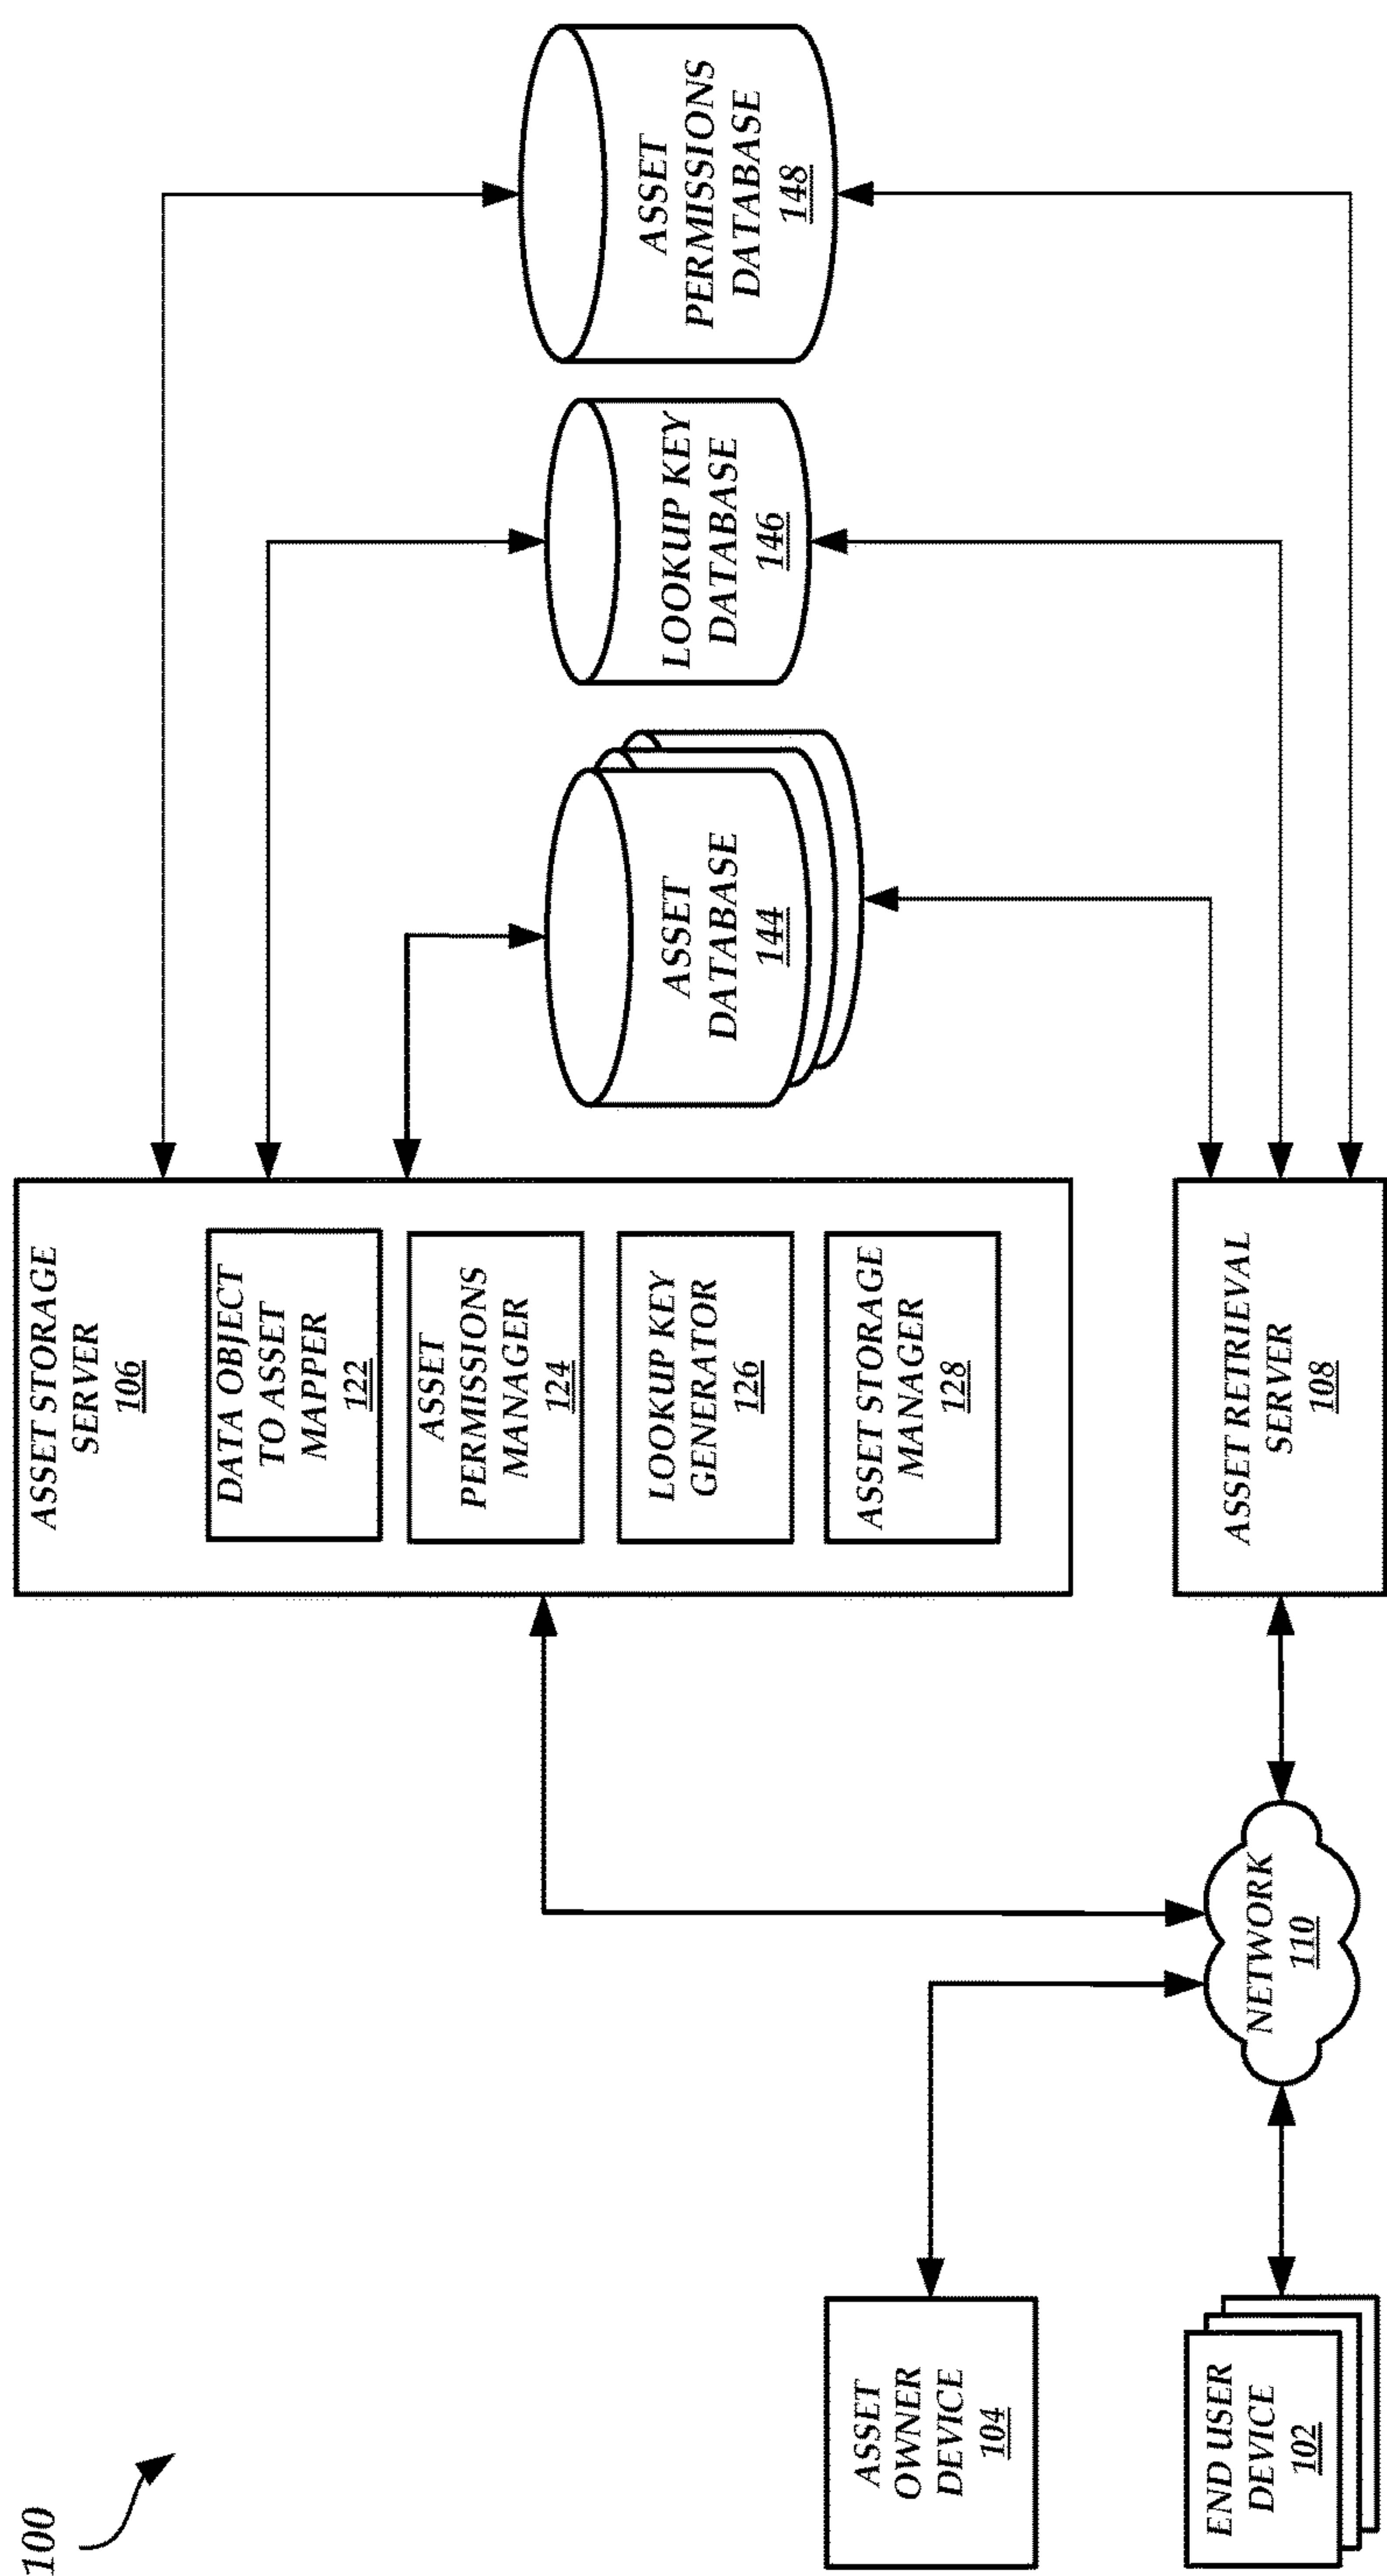 100
ASSET STORAGE
SERVER
106
DATA OBJECT
TO ASSET
MAPPER
122
ASSET
PERMISSIONS
MANAGER
124
LOOKUP KEY
GENERATOR
126
ASSET STORAGE
MANAGER
128
ASSET
PERMISSIONS
DATABASE
148
LOOKUP KEY
DATABASE
146
ASSET
DATABASE
144
ASSET
OWNER
DEVICE
104
END USER
DEVICE
102
NETWORK
110
ASSET RETRIEVAL
SERVER
108